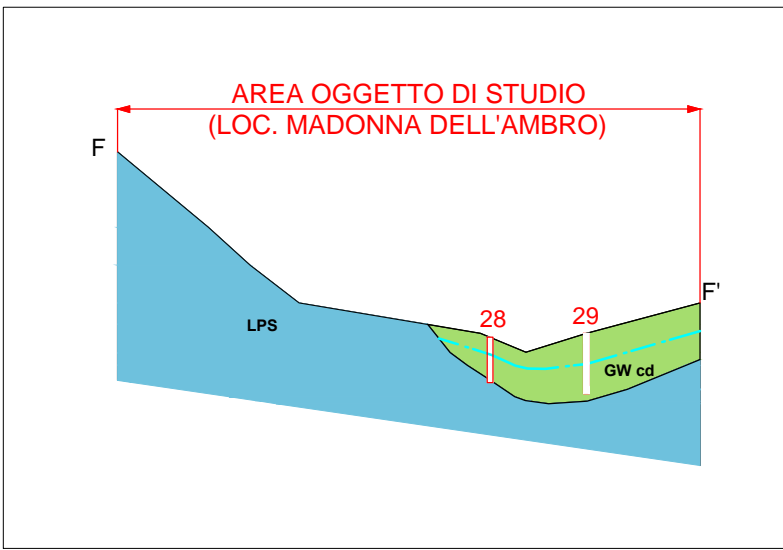 AREA OGGETTO DI STUDIO
(LOC. MADONNA DELL'AMBRO)
F
F'
28
29
LPS
GW cd